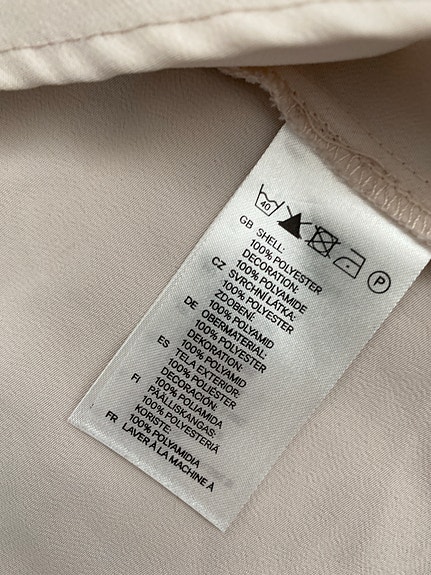 40
P
GB SHELL:
100% POLYESTER
DECORATION:
100% POLYAMIDE
CZ SVRCHNÍ LÁTKA:
100% POLYESTER
ZDOBENÍ:
100% POLYAMID
DE OBERMATERIAL:
100% POLYESTER
DEKORATION:
100% POLYAMID
ES TELA EXTERIOR:
100% POLIÉSTER
DECORACIÓN:
100% POLIAMIDA
FI PÄÄLLISKANGAS:
100% POLYESTERIÄ
KORISTE:
100% POLYAMIDIA
FR LAVER À LA MACHINE À